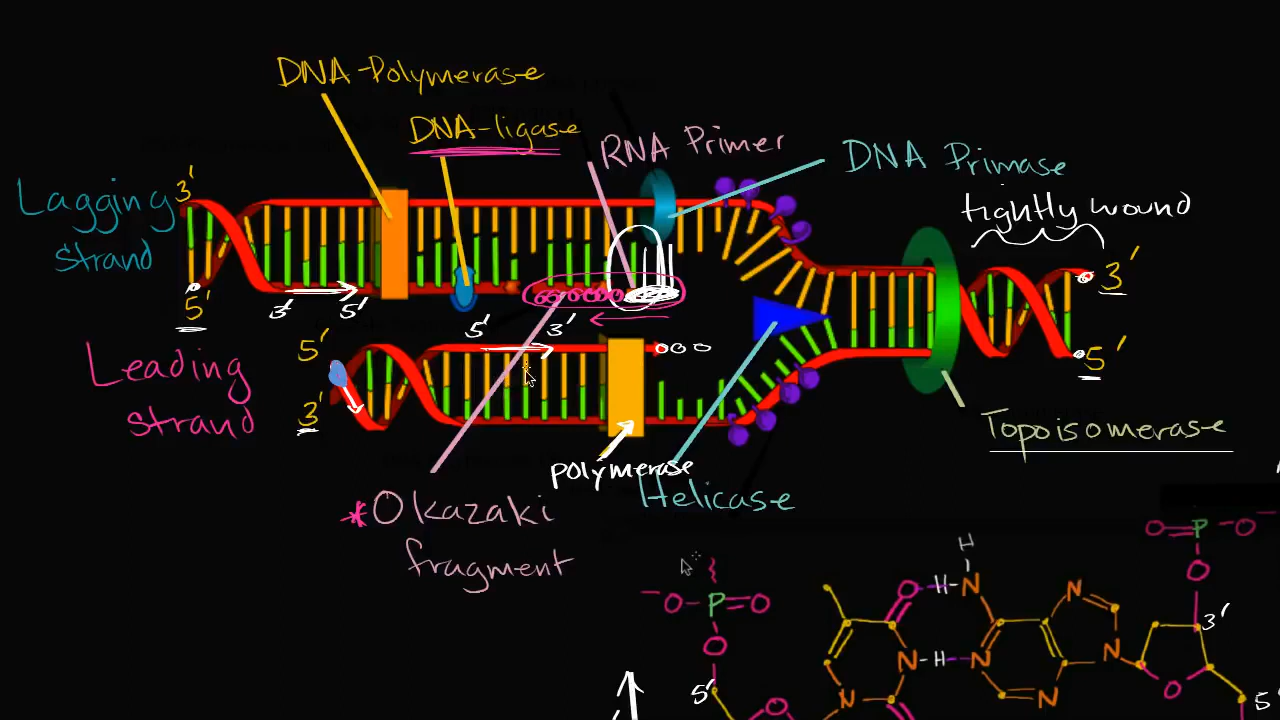 DNA-Polymerase
DNA-ligase
RNA Primer
DNA Primase
tightly wound
Lagging
strand
3'
5'
3'
5'
3'
5'
5'
3'
Leading
strand
5'
3'
Topoisomerase
polymerase
Helicase
*Okazaki
fragment
O=P-O⁻
O
H
⁻O-P=O
O
O-H-N
N
3'
N-H-N
N
O
5'
O
N
N
5'